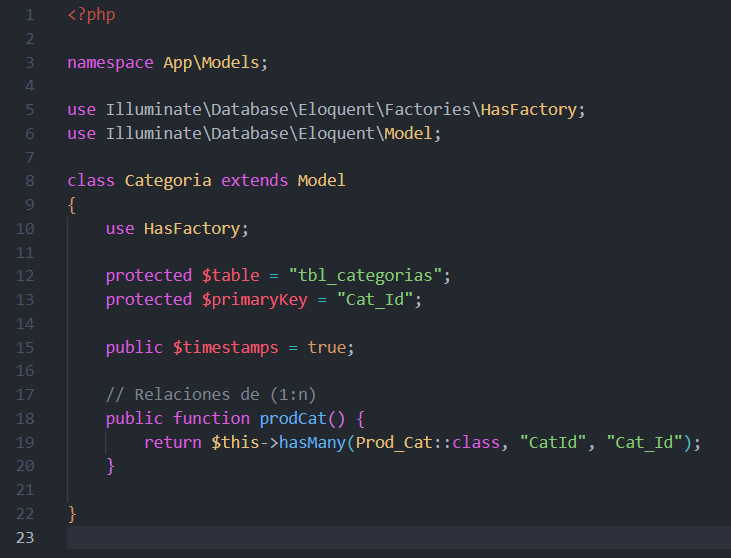 1 <?php
2
3 namespace App\Models;
4
5 use Illuminate\Database\Eloquent\Factories\HasFactory;
6 use Illuminate\Database\Eloquent\Model;
7
8 class Categoria extends Model
9 {
10 use HasFactory;
11
12 protected $table = "tbl_categorias";
13 protected $primaryKey = "Cat_Id";
14
15 public $timestamps = true;
16
17 // Relaciones de (1:n)
18 public function prodCat() {
19 return $this->hasMany(Prod_Cat::class, "CatId", "Cat_Id");
20 }
21
22 }
23